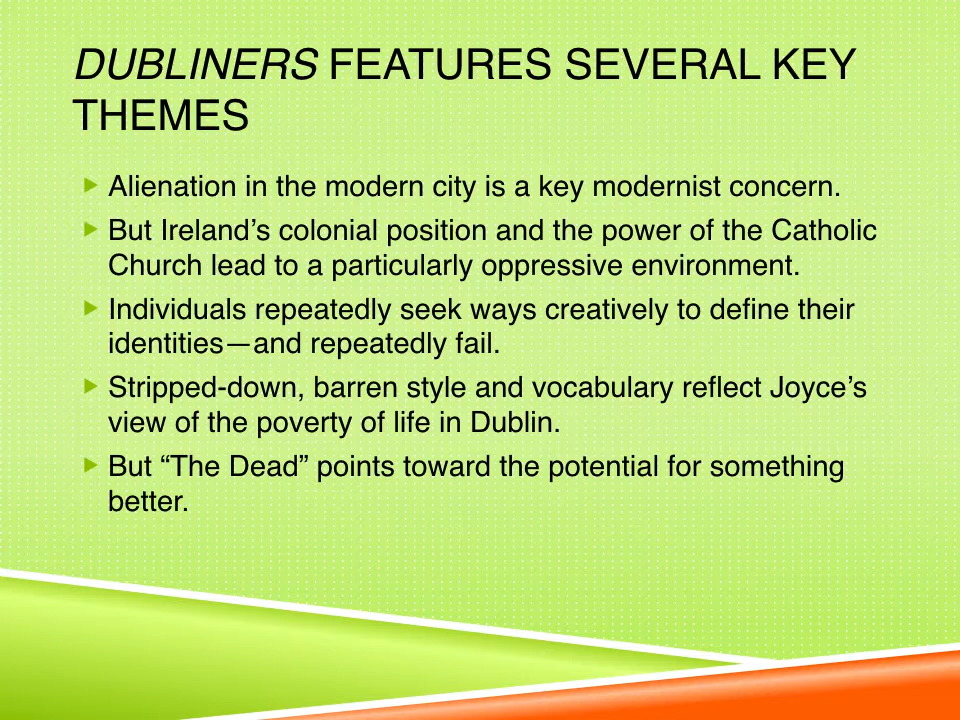 DUBLINERS FEATURES SEVERAL KEY
THEMES
Alienation in the modern city is a key modernist concern.
But Ireland’s colonial position and the power of the Catholic
Church lead to a particularly oppressive environment.
Individuals repeatedly seek ways creatively to define their
identities—and repeatedly fail.
Stripped-down, barren style and vocabulary reflect Joyce’s
view of the poverty of life in Dublin.
But “The Dead” points toward the potential for something
better.